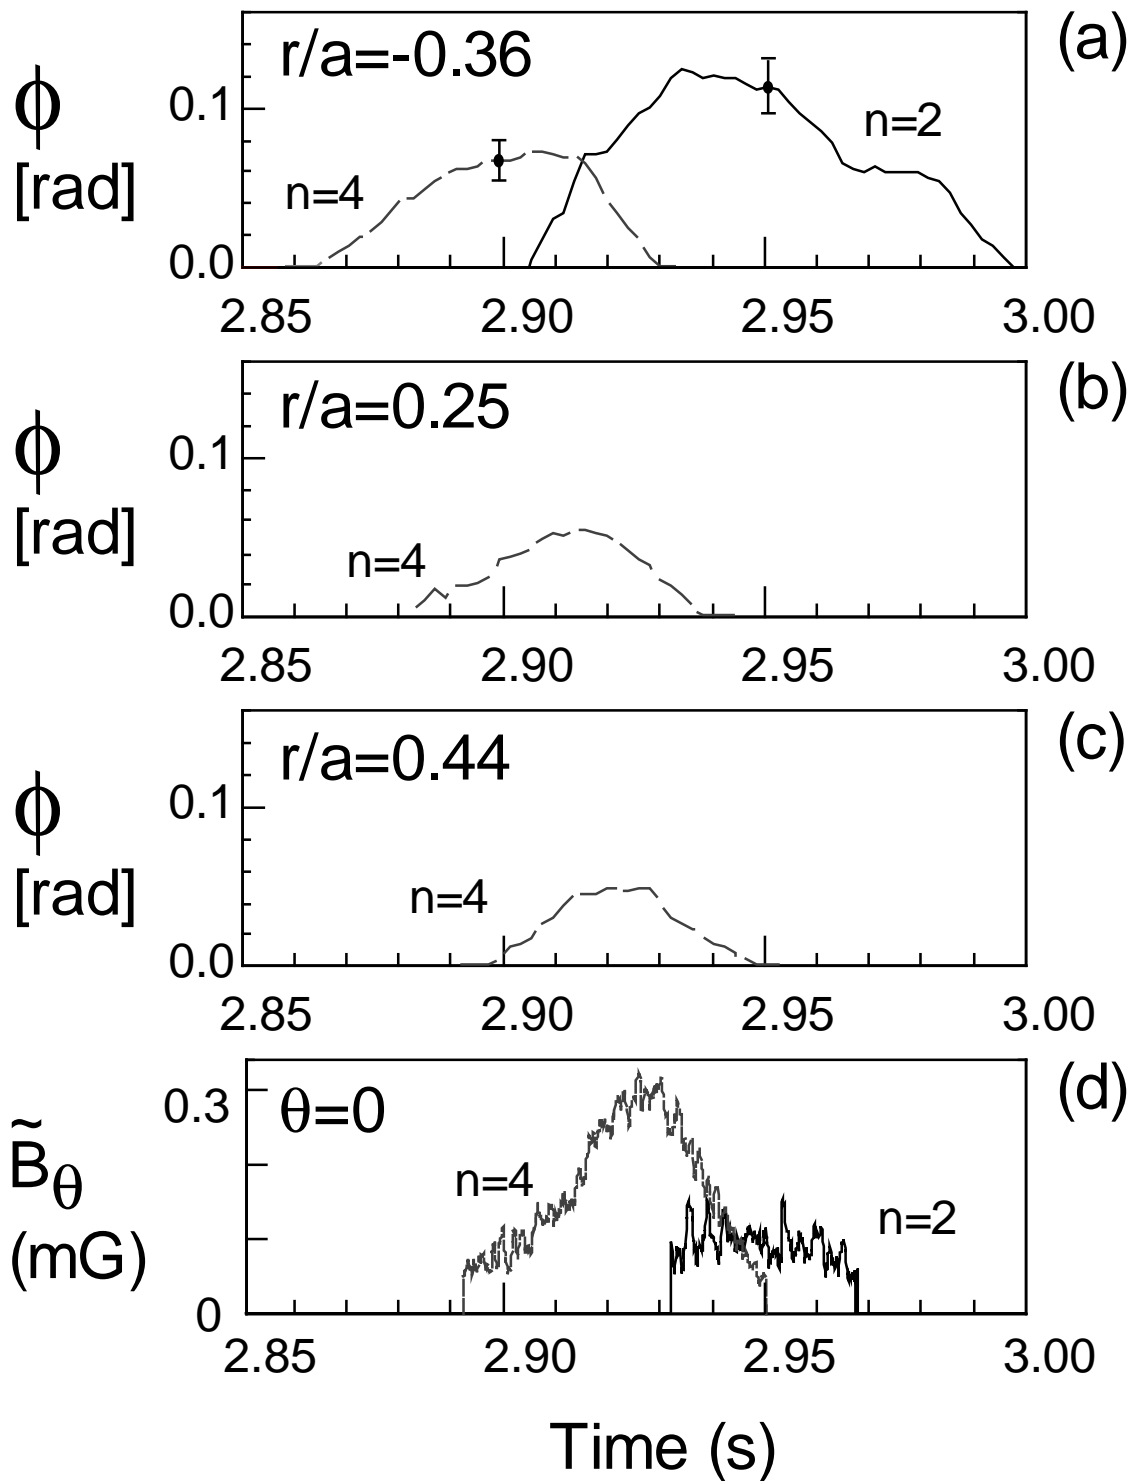 r/a=-0.36
(a)
ϕ
[rad]
0.1
n=2
n=4
0.0
2.85 2.90 2.95 3.00
r/a=0.25
(b)
ϕ
[rad]
0.1
n=4
0.0
2.85 2.90 2.95 3.00
r/a=0.44
(c)
ϕ
[rad]
0.1
n=4
0.0
2.85 2.90 2.95 3.00
θ=0
(d)
0.3
B̃θ
(mG)
n=4
n=2
0
2.85 2.90 2.95 3.00
Time (s)